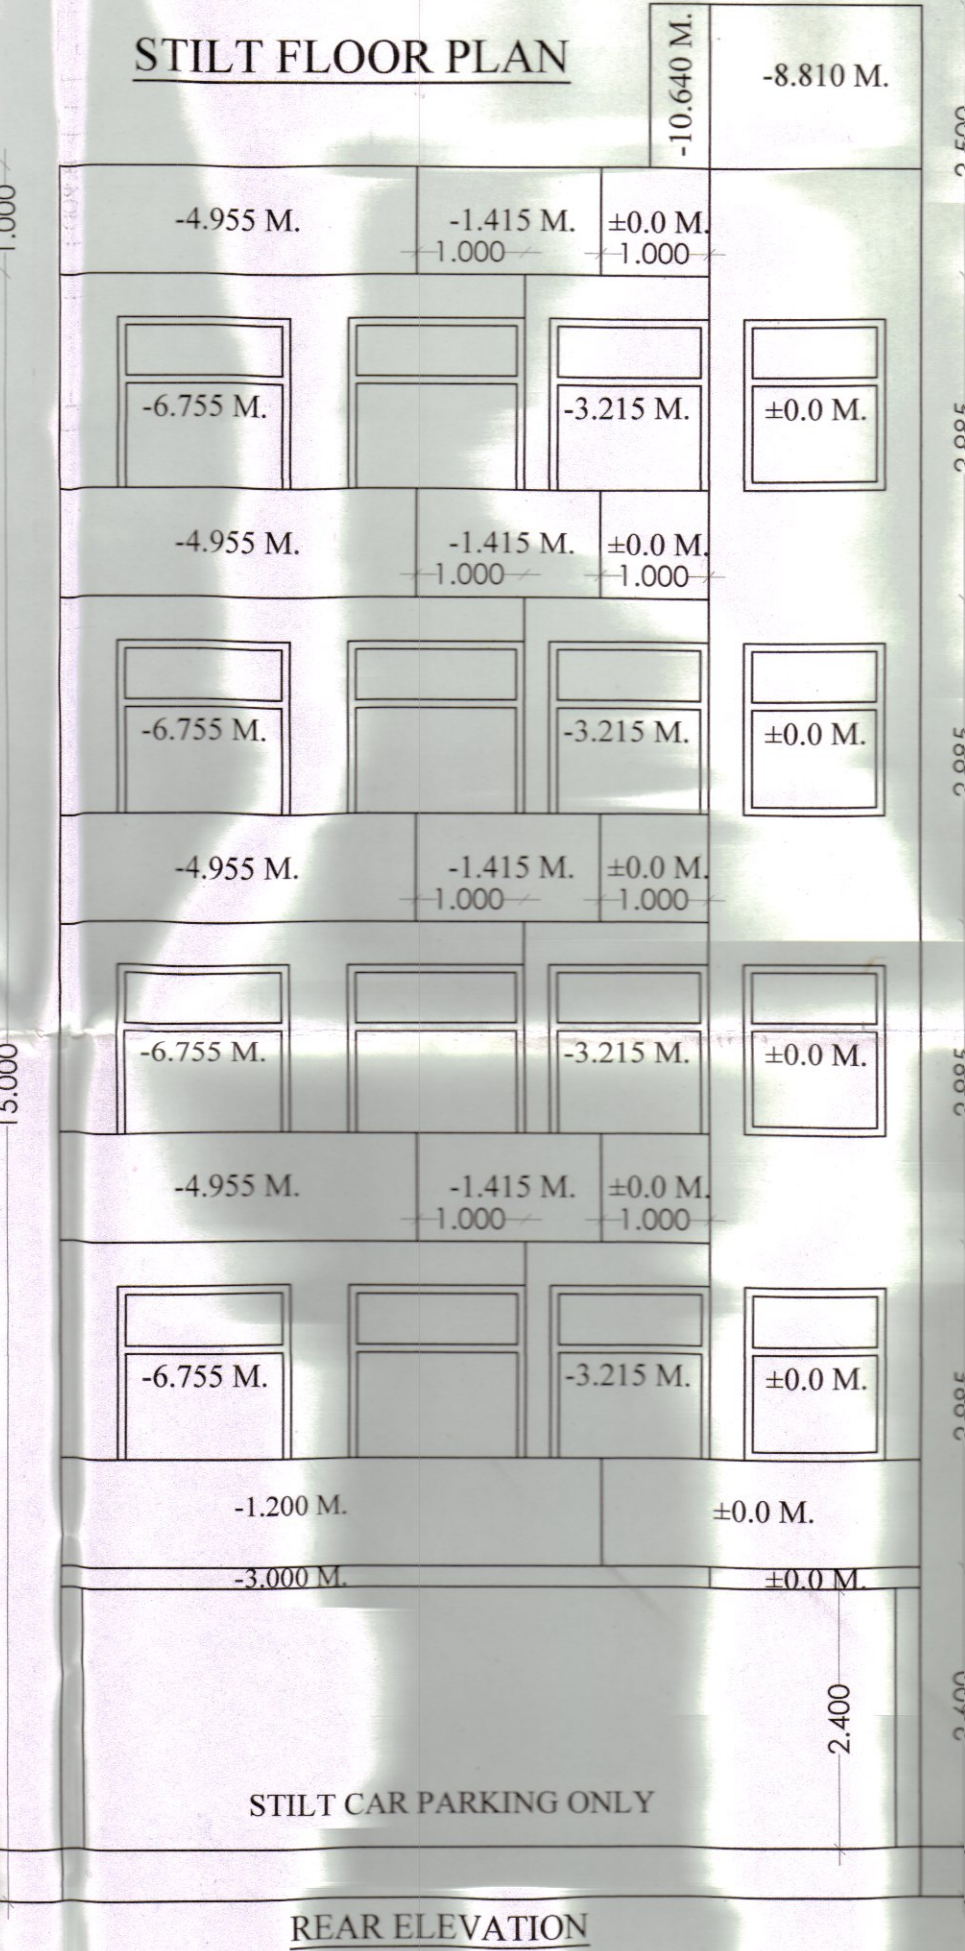 STILT FLOOR PLAN
-10.640 M.
-8.810 M.
1.000
-4.955 M. -1.415 M. ±0.0 M.
1.000 1.000
-6.755 M. -3.215 M. ±0.0 M.
-4.955 M. -1.415 M. ±0.0 M.
1.000 1.000
-6.755 M. -3.215 M. ±0.0 M.
-4.955 M. -1.415 M. ±0.0 M.
1.000 1.000
-6.755 M. -3.215 M. ±0.0 M.
-4.955 M. -1.415 M. ±0.0 M.
1.000 1.000
-6.755 M. -3.215 M. ±0.0 M.
-1.200 M. ±0.0 M.
-3.000 M. ±0.0 M.
2.400
STILT CAR PARKING ONLY
REAR ELEVATION